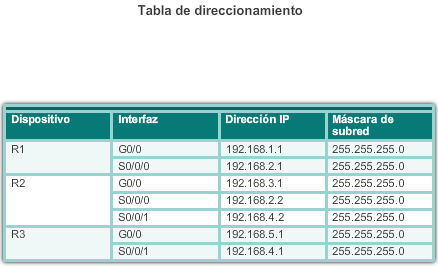 Tabla de direccionamiento
Dispositivo Interfaz Dirección IP Máscara de subred
R1 G0/0 192.168.1.1 255.255.255.0
S0/0/0 192.168.2.1 255.255.255.0
R2 G0/0 192.168.3.1 255.255.255.0
S0/0/0 192.168.2.2 255.255.255.0
S0/0/1 192.168.4.2 255.255.255.0
R3 G0/0 192.168.5.1 255.255.255.0
S0/0/1 192.168.4.1 255.255.255.0